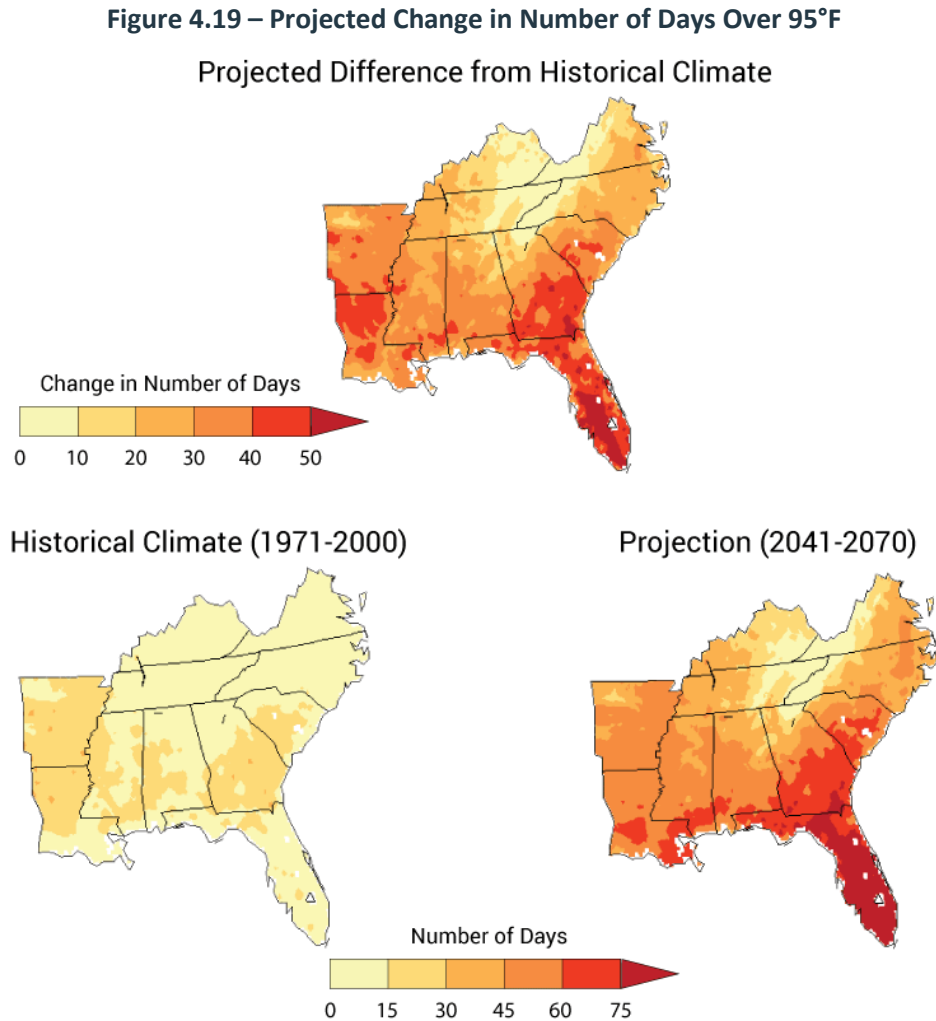 Figure 4.19 – Projected Change in Number of Days Over 95°F
Projected Difference from Historical Climate
Change in Number of Days
0 10 20 30 40 50
Historical Climate (1971-2000)
Projection (2041-2070)
Number of Days
0 15 30 45 60 75